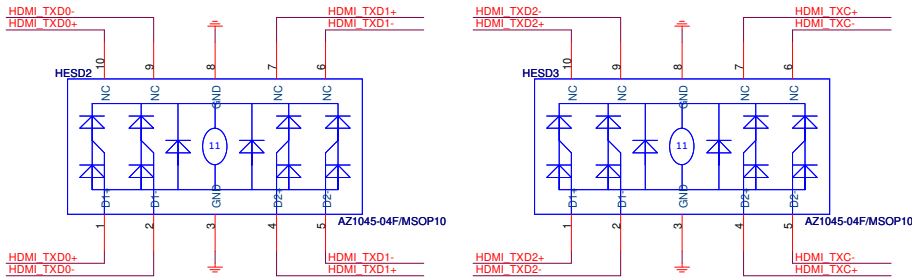 HDMI_TXD0-
HDMI_TXD0+
HDMI_TXD1+
HDMI_TXD1-
HDMI_TXD2-
HDMI_TXD2+
HDMI_TXC+
HDMI_TXC-
10 9 8 7 6
10 9 8 7 6
HESD2
HESD3
NC NC GND NC NC
NC NC GND NC NC
11
11
D1+ D1- GND D2+ D2-
D1+ D1- GND D2+ D2-
AZ1045-04F/MSOP10
AZ1045-04F/MSOP10
1 2 3 4 5
1 2 3 4 5
HDMI_TXD0+
HDMI_TXD0-
HDMI_TXD1-
HDMI_TXD1+
HDMI_TXD2+
HDMI_TXD2-
HDMI_TXC-
HDMI_TXC+